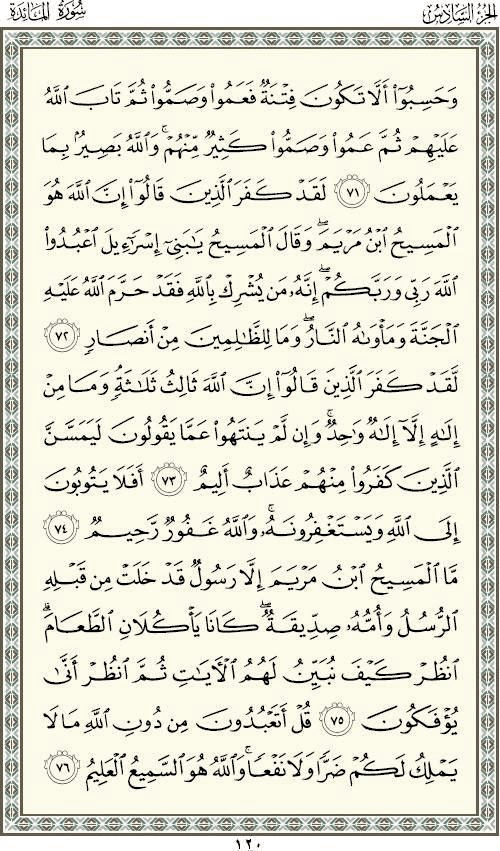 الجزء السادس سورة المائدة
وَحَسِبُوٓا۟ أَلَّا تَكُونَ فِتْنَةٌ فَعَمُوا۟ وَصَمُّوا۟ ثُمَّ تَابَ ٱللَّهُ
عَلَيْهِمْ ثُمَّ عَمُوا۟ وَصَمُّوا۟ كَثِيرٌ مِّنْهُمْ ۚ وَٱللَّهُ بَصِيرٌۢ بِمَا
يَعْمَلُونَ ٧١ لَقَدْ كَفَرَ ٱلَّذِينَ قَالُوٓا۟ إِنَّ ٱللَّهَ هُوَ
ٱلْمَسِيحُ ٱبْنُ مَرْيَمَ ۖ وَقَالَ ٱلْمَسِيحُ يَٰبَنِىٓ إِسْرَٰٓءِيلَ ٱعْبُدُوا۟
ٱللَّهَ رَبِّى وَرَبَّكُمْ ۖ إِنَّهُۥ مَن يُشْرِكْ بِٱللَّهِ فَقَدْ حَرَّمَ ٱللَّهُ عَلَيْهِ
ٱلْجَنَّةَ وَمَأْوَىٰهُ ٱلنَّارُ ۖ وَمَا لِلظَّٰلِمِينَ مِنْ أَنصَارٍ ٧٢
لَّقَدْ كَفَرَ ٱلَّذِينَ قَالُوٓا۟ إِنَّ ٱللَّهَ ثَالِثُ ثَلَٰثَةٍ ۘ وَمَا مِنْ
إِلَٰهٍ إِلَّآ إِلَٰهٌ وَٰحِدٌ ۚ وَإِن لَّمْ يَنتَهُوا۟ عَمَّا يَقُولُونَ لَيَمَسَّنَّ
ٱلَّذِينَ كَفَرُوا۟ مِنْهُمْ عَذَابٌ أَلِيمٌ ٧٣ أَفَلَا يَتُوبُونَ
إِلَى ٱللَّهِ وَيَسْتَغْفِرُونَهُۥ ۚ وَٱللَّهُ غَفُورٌ رَّحِيمٌ ٧٤
مَّا ٱلْمَسِيحُ ٱبْنُ مَرْيَمَ إِلَّا رَسُولٌ قَدْ خَلَتْ مِن قَبْلِهِ
ٱلرُّسُلُ وَأُمُّهُۥ صِدِّيقَةٌ ۖ كَانَا يَأْكُلَانِ ٱلطَّعَامَ ۗ
ٱنظُرْ كَيْفَ نُبَيِّنُ لَهُمُ ٱلْءَايَٰتِ ثُمَّ ٱنظُرْ أَنَّىٰ
يُؤْفَكُونَ ٧٥ قُلْ أَتَعْبُدُونَ مِن دُونِ ٱللَّهِ مَا لَا
يَمْلِكُ لَكُمْ ضَرًّا وَلَا نَفْعًا ۚ وَٱللَّهُ هُوَ ٱلسَّمِيعُ ٱلْعَلِيمُ ٧٦
١٢٠